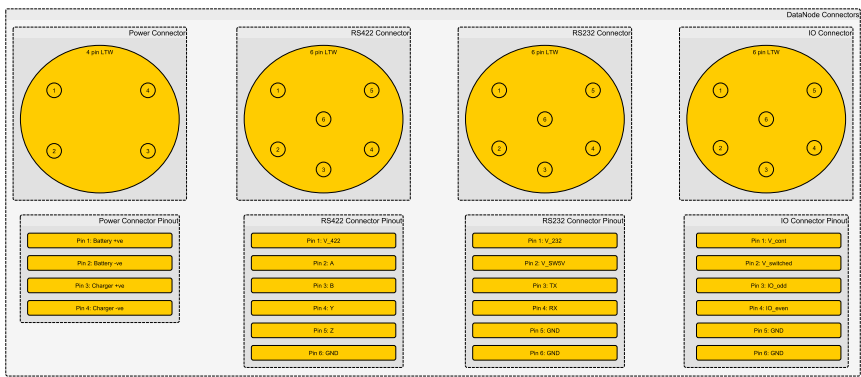 DataNode Connectors
Power Connector
4 pin LTW
1
4
2
3
RS422 Connector
6 pin LTW
1
5
6
2
4
3
RS232 Connector
6 pin LTW
1
5
6
2
4
3
IO Connector
6 pin LTW
1
5
6
2
4
3
Power Connector Pinout
Pin 1: Battery +ve
Pin 2: Battery -ve
Pin 3: Charger +ve
Pin 4: Charger -ve
RS422 Connector Pinout
Pin 1: V_422
Pin 2: A
Pin 3: B
Pin 4: Y
Pin 5: Z
Pin 6: GND
RS232 Connector Pinout
Pin 1: V_232
Pin 2: V_SW5V
Pin 3: TX
Pin 4: RX
Pin 5: GND
Pin 6: GND
IO Connector Pinout
Pin 1: V_cont
Pin 2: V_switched
Pin 3: IO_odd
Pin 4: IO_even
Pin 5: GND
Pin 6: GND